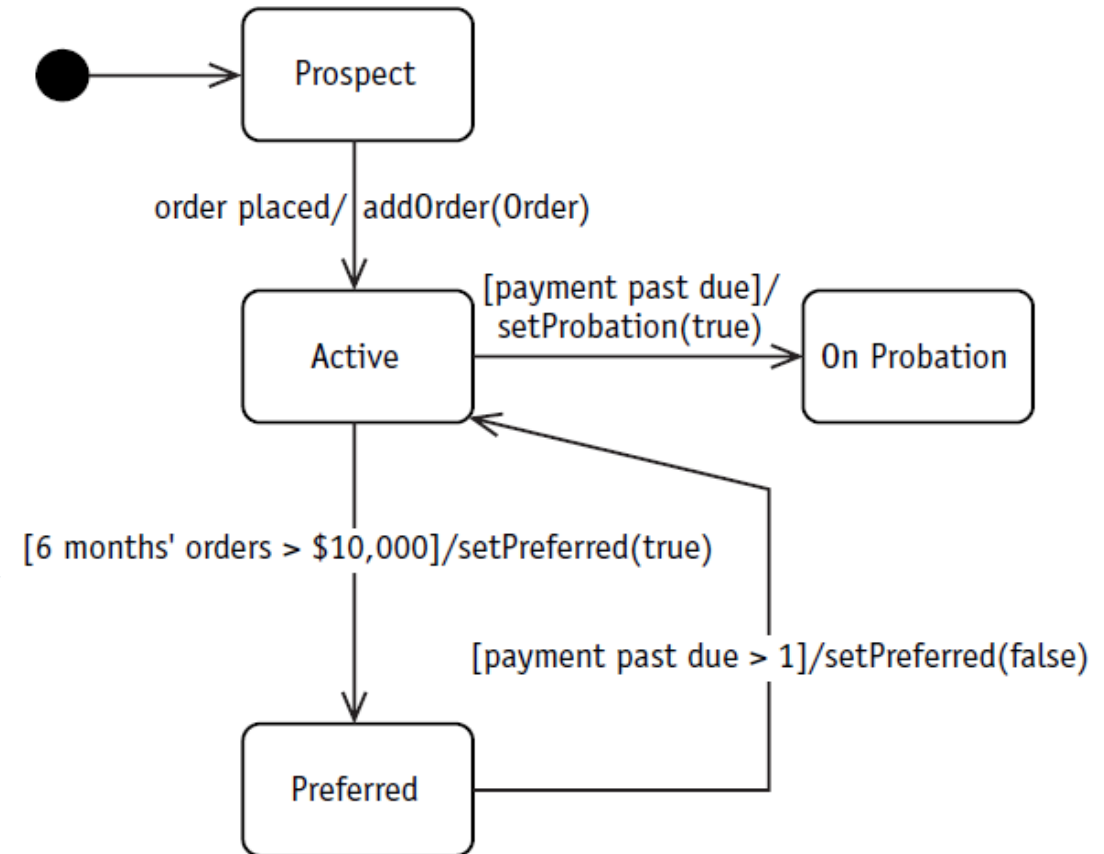 Prospect
order placed/ addOrder(Order)
[payment past due]/
setProbation(true)
Active
On Probation
[6 months' orders > $10,000]/setPreferred(true)
[payment past due > 1]/setPreferred(false)
Preferred